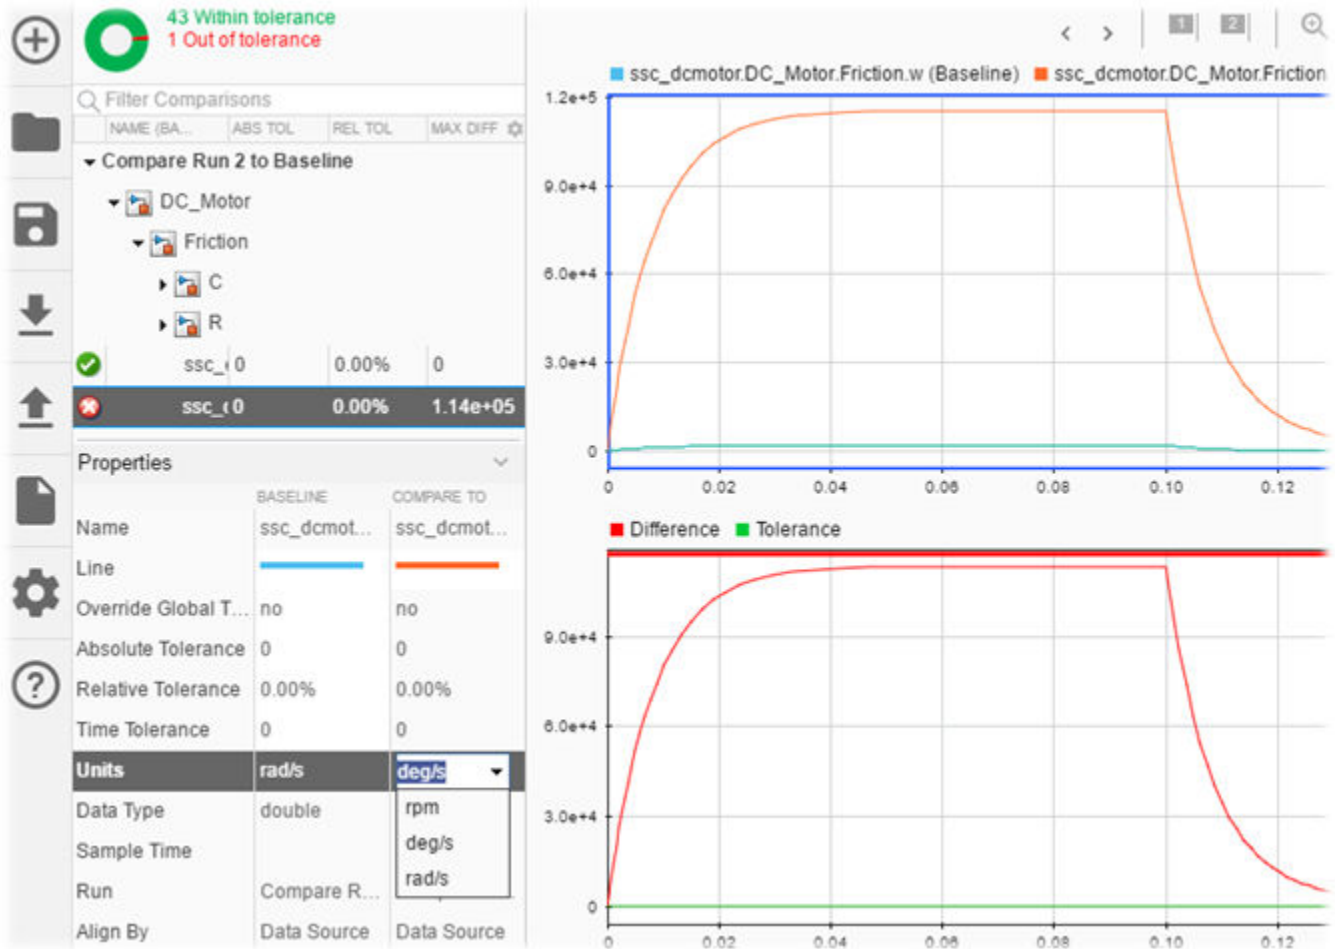 43 Within tolerance
1 Out of tolerance
Filter Comparisons
NAME (BA... ABS TOL REL TOL MAX DIFF
Compare Run 2 to Baseline
DC_Motor
Friction
C
R
ssc_ 0 0.00% 0
ssc_ 0 0.00% 1.14e+05
Properties
BASELINE COMPARE TO
Name ssc_dcmot... ssc_dcmot...
Line
Override Global T... no no
Absolute Tolerance 0 0
Relative Tolerance 0.00% 0.00%
Time Tolerance 0 0
Units rad/s deg/s
Data Type double rpm
deg/s
Sample Time
rad/s
Run Compare R...
Align By Data Source Data Source
1 2
ssc_dcmotor.DC_Motor.Friction.w (Baseline) ssc_dcmotor.DC_Motor.Friction
1.2e+5
9.0e+4
6.0e+4
3.0e+4
0
0 0.02 0.04 0.06 0.08 0.10 0.12
Difference Tolerance
9.0e+4
6.0e+4
3.0e+4
0
0 0.02 0.04 0.06 0.08 0.10 0.12